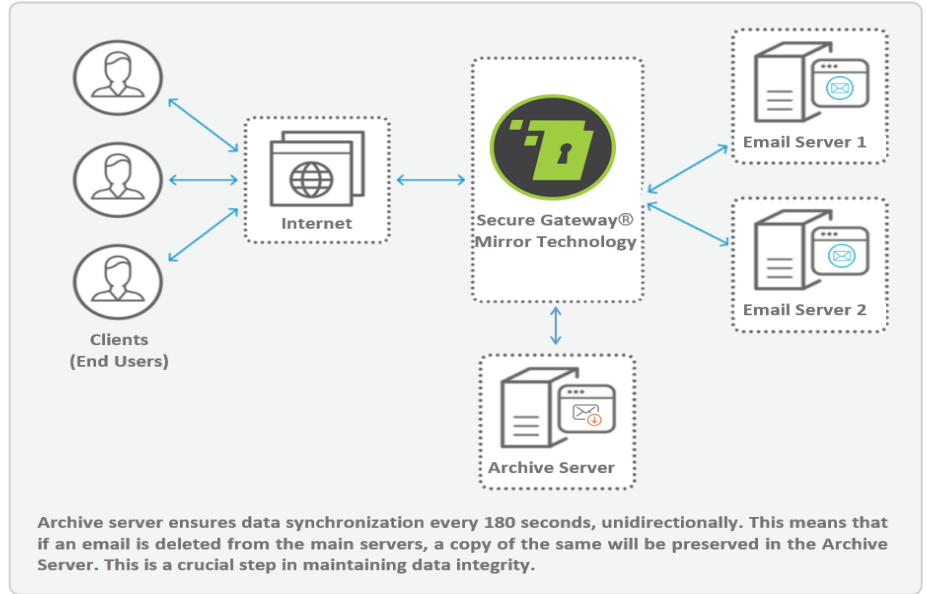 Email Server 1
Internet
Secure Gateway®
Mirror Technology
Email Server 2
Clients
(End Users)
Archive Server
Archive server ensures data synchronization every 180 seconds, unidirectionally. This means that
if an email is deleted from the main servers, a copy of the same will be preserved in the Archive
Server. This is a crucial step in maintaining data integrity.